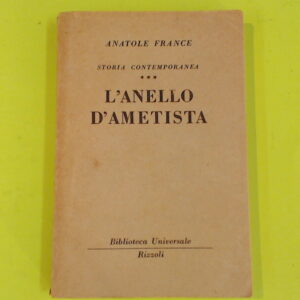 ANATOLE FRANCE
STORIA CONTEMPORANEA
***
L'ANELLO
D'AMETISTA
Biblioteca Universale
Rizzoli